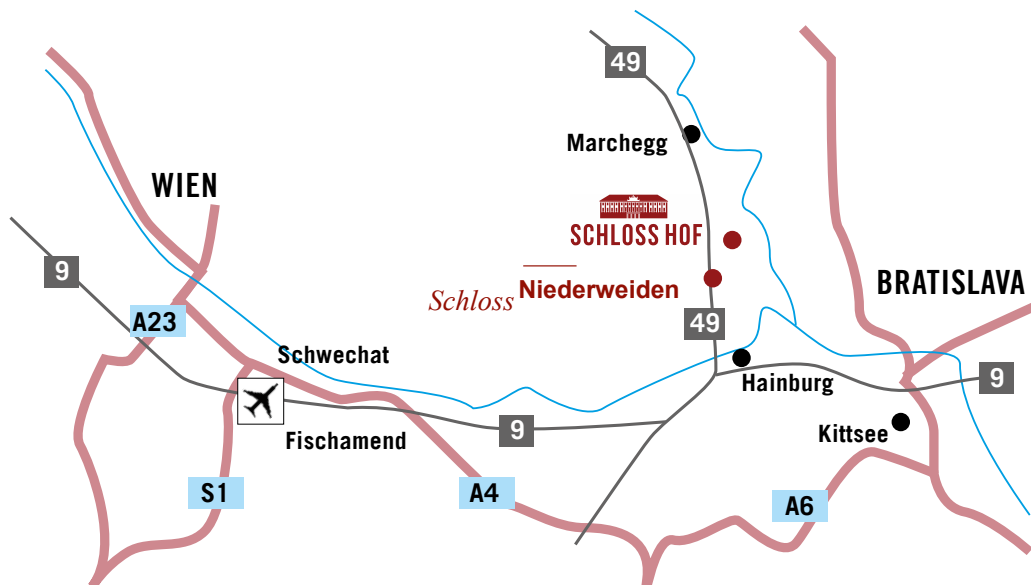 49
Marchegg
WIEN
SCHLOSS HOF
9
BRATISLAVA
Schloss Niederweiden
A23
49
Schwechat
Hainburg
9
Fischamend
9
Kittsee
S1
A4
A6